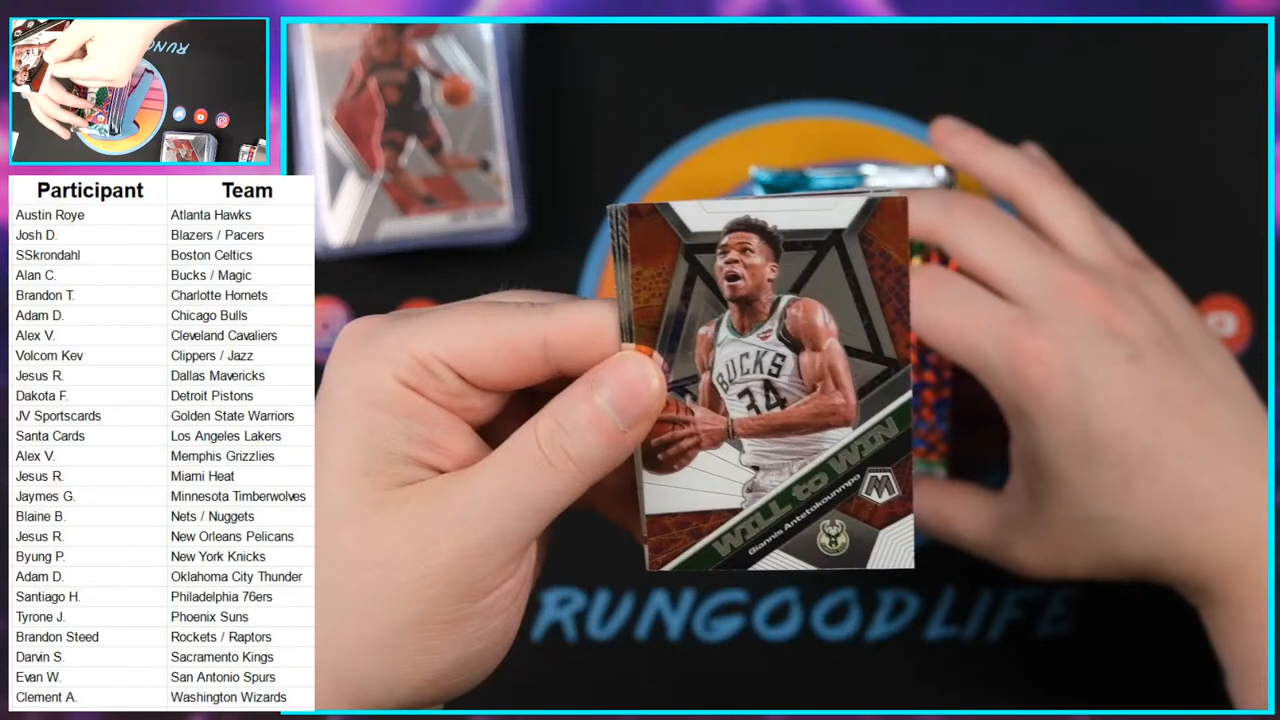 Participant Team
Austin Roye Atlanta Hawks
Josh D. Blazers / Pacers
SSkrondahl Boston Celtics
Alan C. Bucks / Magic
Brandon T. Charlotte Hornets
Adam D. Chicago Bulls
Alex V. Cleveland Cavaliers
Volcom Kev Clippers / Jazz
Jesus R. Dallas Mavericks
Dakota F. Detroit Pistons
JV Sportscards Golden State Warriors
Santa Cards Los Angeles Lakers
Alex V. Memphis Grizzlies
Jesus R. Miami Heat
Jaymes G. Minnesota Timberwolves
Blaine B. Nets / Nuggets
Jesus R. New Orleans Pelicans
Byung P. New York Knicks
Adam D. Oklahoma City Thunder
Santiago H. Philadelphia 76ers
Tyrone J. Phoenix Suns
Brandon Steed Rockets / Raptors
Darvin S. Sacramento Kings
Evan W. San Antonio Spurs
Clement A. Washington Wizards
BUCKS
34
WILL to WIN
Giannis Antetokounmpo
M
RUNGOODLIFE